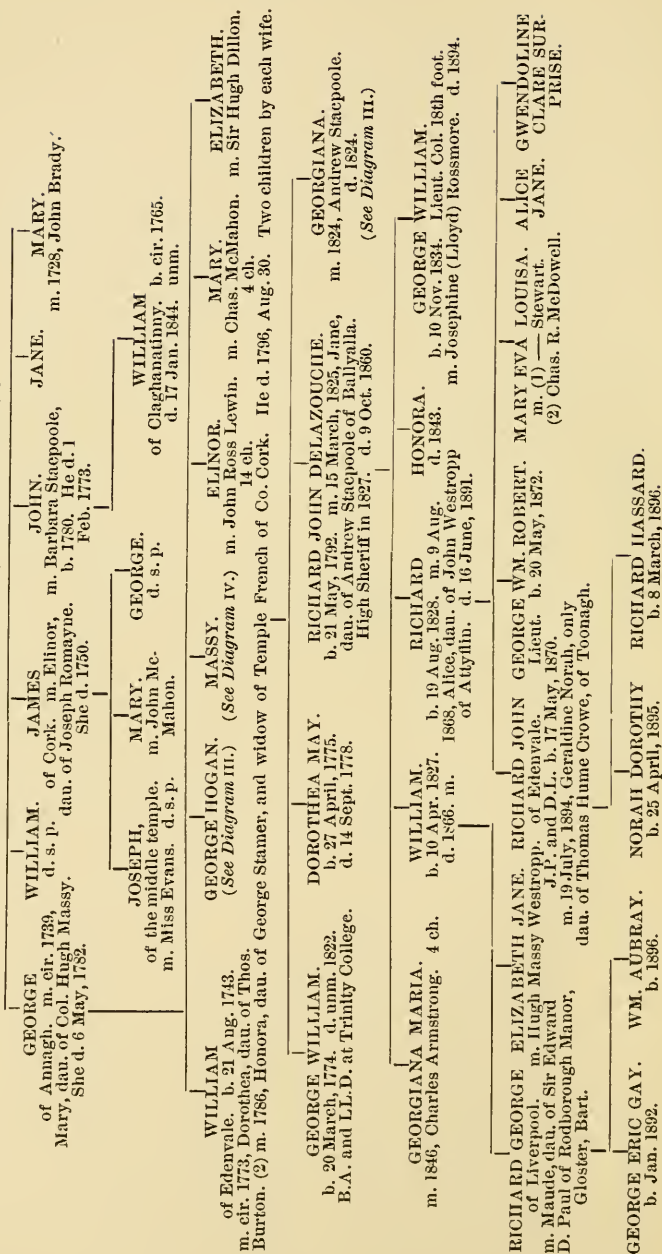 GEORGE
of Annagh. m. cir. 1739,
Mary, dau. of Col. Hugh Massy.
She d. 6 May, 1782.
WILLIAM.
d. s. p.
JAMES
of Cork. m. Elinor,
dau. of Joseph Romayne.
She d. 1750.
JOHN.
m. Barbara Stacpoole,
b. 1780. He d. 1
Feb. 1773.
JANE.
MARY.
m. 1728, John Brady.
JOSEPH,
of the middle temple.
m. Miss Evans. d. s. p.
MARY.
m. John Mc-
Mahon.
GEORGE.
d. s. p.
WILLIAM
of Claghanatinny. b. cir. 1765.
d. 17 Jan. 1844. unm.
WILLIAM
of Edenvale. b. 21 Aug. 1743.
m. cir. 1773, Dorothea, dau. of Thos.
Burton. (2) m. 1786, Honora, dau. of George Stamer, and widow of Temple French of Co. Cork. He d. 1796, Aug. 30. Two children by each wife.
GEORGE HOGAN.
(See Diagram III.)
MASSY.
(See Diagram IV.)
ELINOR.
m. John Ross Lewin.
14 ch.
MARY.
m. Chas. McMahon.
4 ch.
ELIZABETH.
m. Sir Hugh Dillon.
GEORGE WILLIAM.
b. 20 March, 1774. d. unm. 1822.
B.A. and LL.D. at Trinity College.
DOROTHEA MAY.
b. 27 April, 1775.
d. 14 Sept. 1778.
RICHARD JOHN DELAZOUCHE.
b. 21 May, 1792. m. 15 March, 1825, Jane,
dau. of Andrew Stacpoole of Ballyalla.
High Sheriff in 1827. d. 9 Oct. 1860.
GEORGIANA.
m. 1824, Andrew Stacpoole.
d. 1824.
(See Diagram III.)
GEORGIANA MARIA.
m. 1846, Charles Armstrong. 4 ch.
WILLIAM.
b. 10 Apr. 1827.
d. 1866.
RICHARD
b. 19 Aug. 1828. m. 9 Aug.
m. 1868, Alice, dau. of John Westropp
of Attyflin. d. 16 June, 1891.
HONORA.
d. 1843.
GEORGE WILLIAM.
b. 10 Nov. 1834. Lieut. Col. 18th foot.
m. Josephine (Lloyd) Rossmore. d. 1894.
RICHARD GEORGE
of Liverpool.
m. Maude, dau. of Sir Edward
D. Paul of Rodborough Manor,
Gloster, Bart.
ELIZABETH JANE.
m. Hugh Massy Westropp.
RICHARD JOHN
of Edenvale.
J.P. and D.L. b. 17 May, 1870.
m. 19 July, 1894, Geraldine Norah, only
dau. of Thomas Hume Crowe, of Toonagh.
GEORGE WM. ROBERT.
Lieut. b. 20 May, 1872.
MARY EVA LOUISA.
m. (1) — Stewart.
(2) Chas. R. McDowell.
ALICE
JANE.
GWENDOLINE
CLARE SUR-
PRISE.
GEORGE ERIC GAY.
b. Jan. 1892.
WM. AUBRAY.
b. 1896.
NORAH DOROTHY
b. 25 April, 1895.
RICHARD HASSARD.
b. 8 March, 1896.